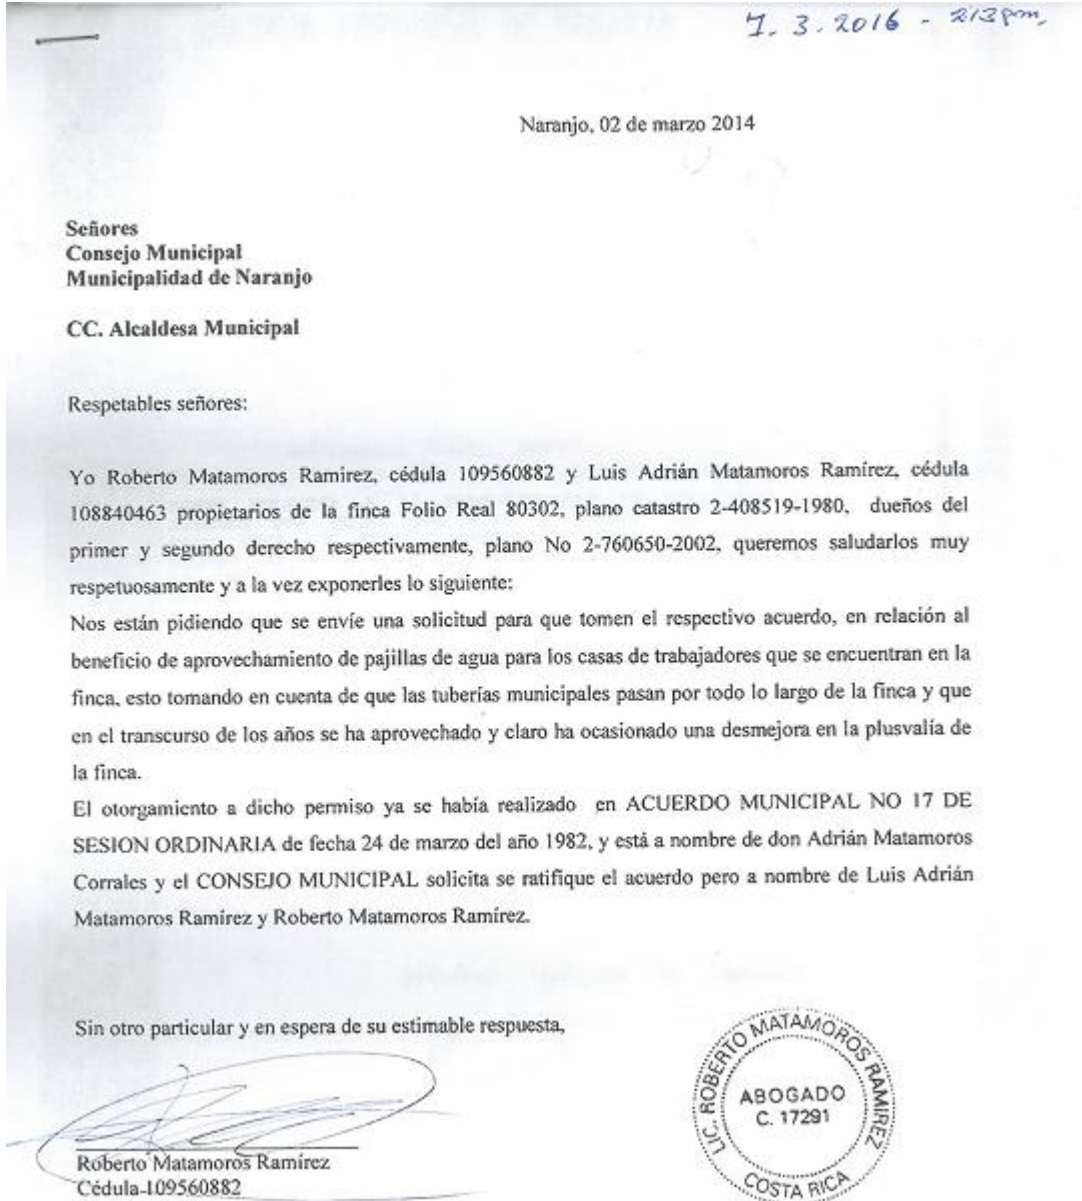 7. 3. 2016 - 213 pm,
Naranjo, 02 de marzo 2014
Señores
Consejo Municipal
Municipalidad de Naranjo
CC. Alcaldesa Municipal
Respetables señores:
Yo Roberto Matamoros Ramirez, cédula 109560882 y Luis Adrián Matamoros Ramírez, cédula
108840463 propietarios de la finca Folio Real 80302, plano catastro 2-408519-1980, dueños del
primer y segundo derecho respectivamente, plano No 2-760650-2002, queremos saludarlos muy
respetuosamente y a la vez exponerles lo siguiente:
Nos están pidiendo que se envíe una solicitud para que tomen el respectivo acuerdo, en relación al
beneficio de aprovechamiento de pajillas de agua para los casas de trabajadores que se encuentran en la
finca, esto tomando en cuenta de que las tuberías municipales pasan por todo lo largo de la finca y que
en el transcurso de los años se ha aprovechado y claro ha ocasionado una desmejora en la plusvalía de
la finca.
El otorgamiento a dicho permiso ya se había realizado en ACUERDO MUNICIPAL NO 17 DE
SESION ORDINARIA de fecha 24 de marzo del año 1982, y está a nombre de don Adrián Matamoros
Corrales y el CONSEJO MUNICIPAL solicita se ratifique el acuerdo pero a nombre de Luis Adrián
Matamoros Ramírez y Roberto Matamoros Ramírez.
Sin otro particular y en espera de su estimable respuesta,
Roberto Matamoros Ramírez
Cédula 109560882
LIC. ROBERTO MATAMOROS RAMIREZ
ABOGADO
C. 17291
COSTA RICA